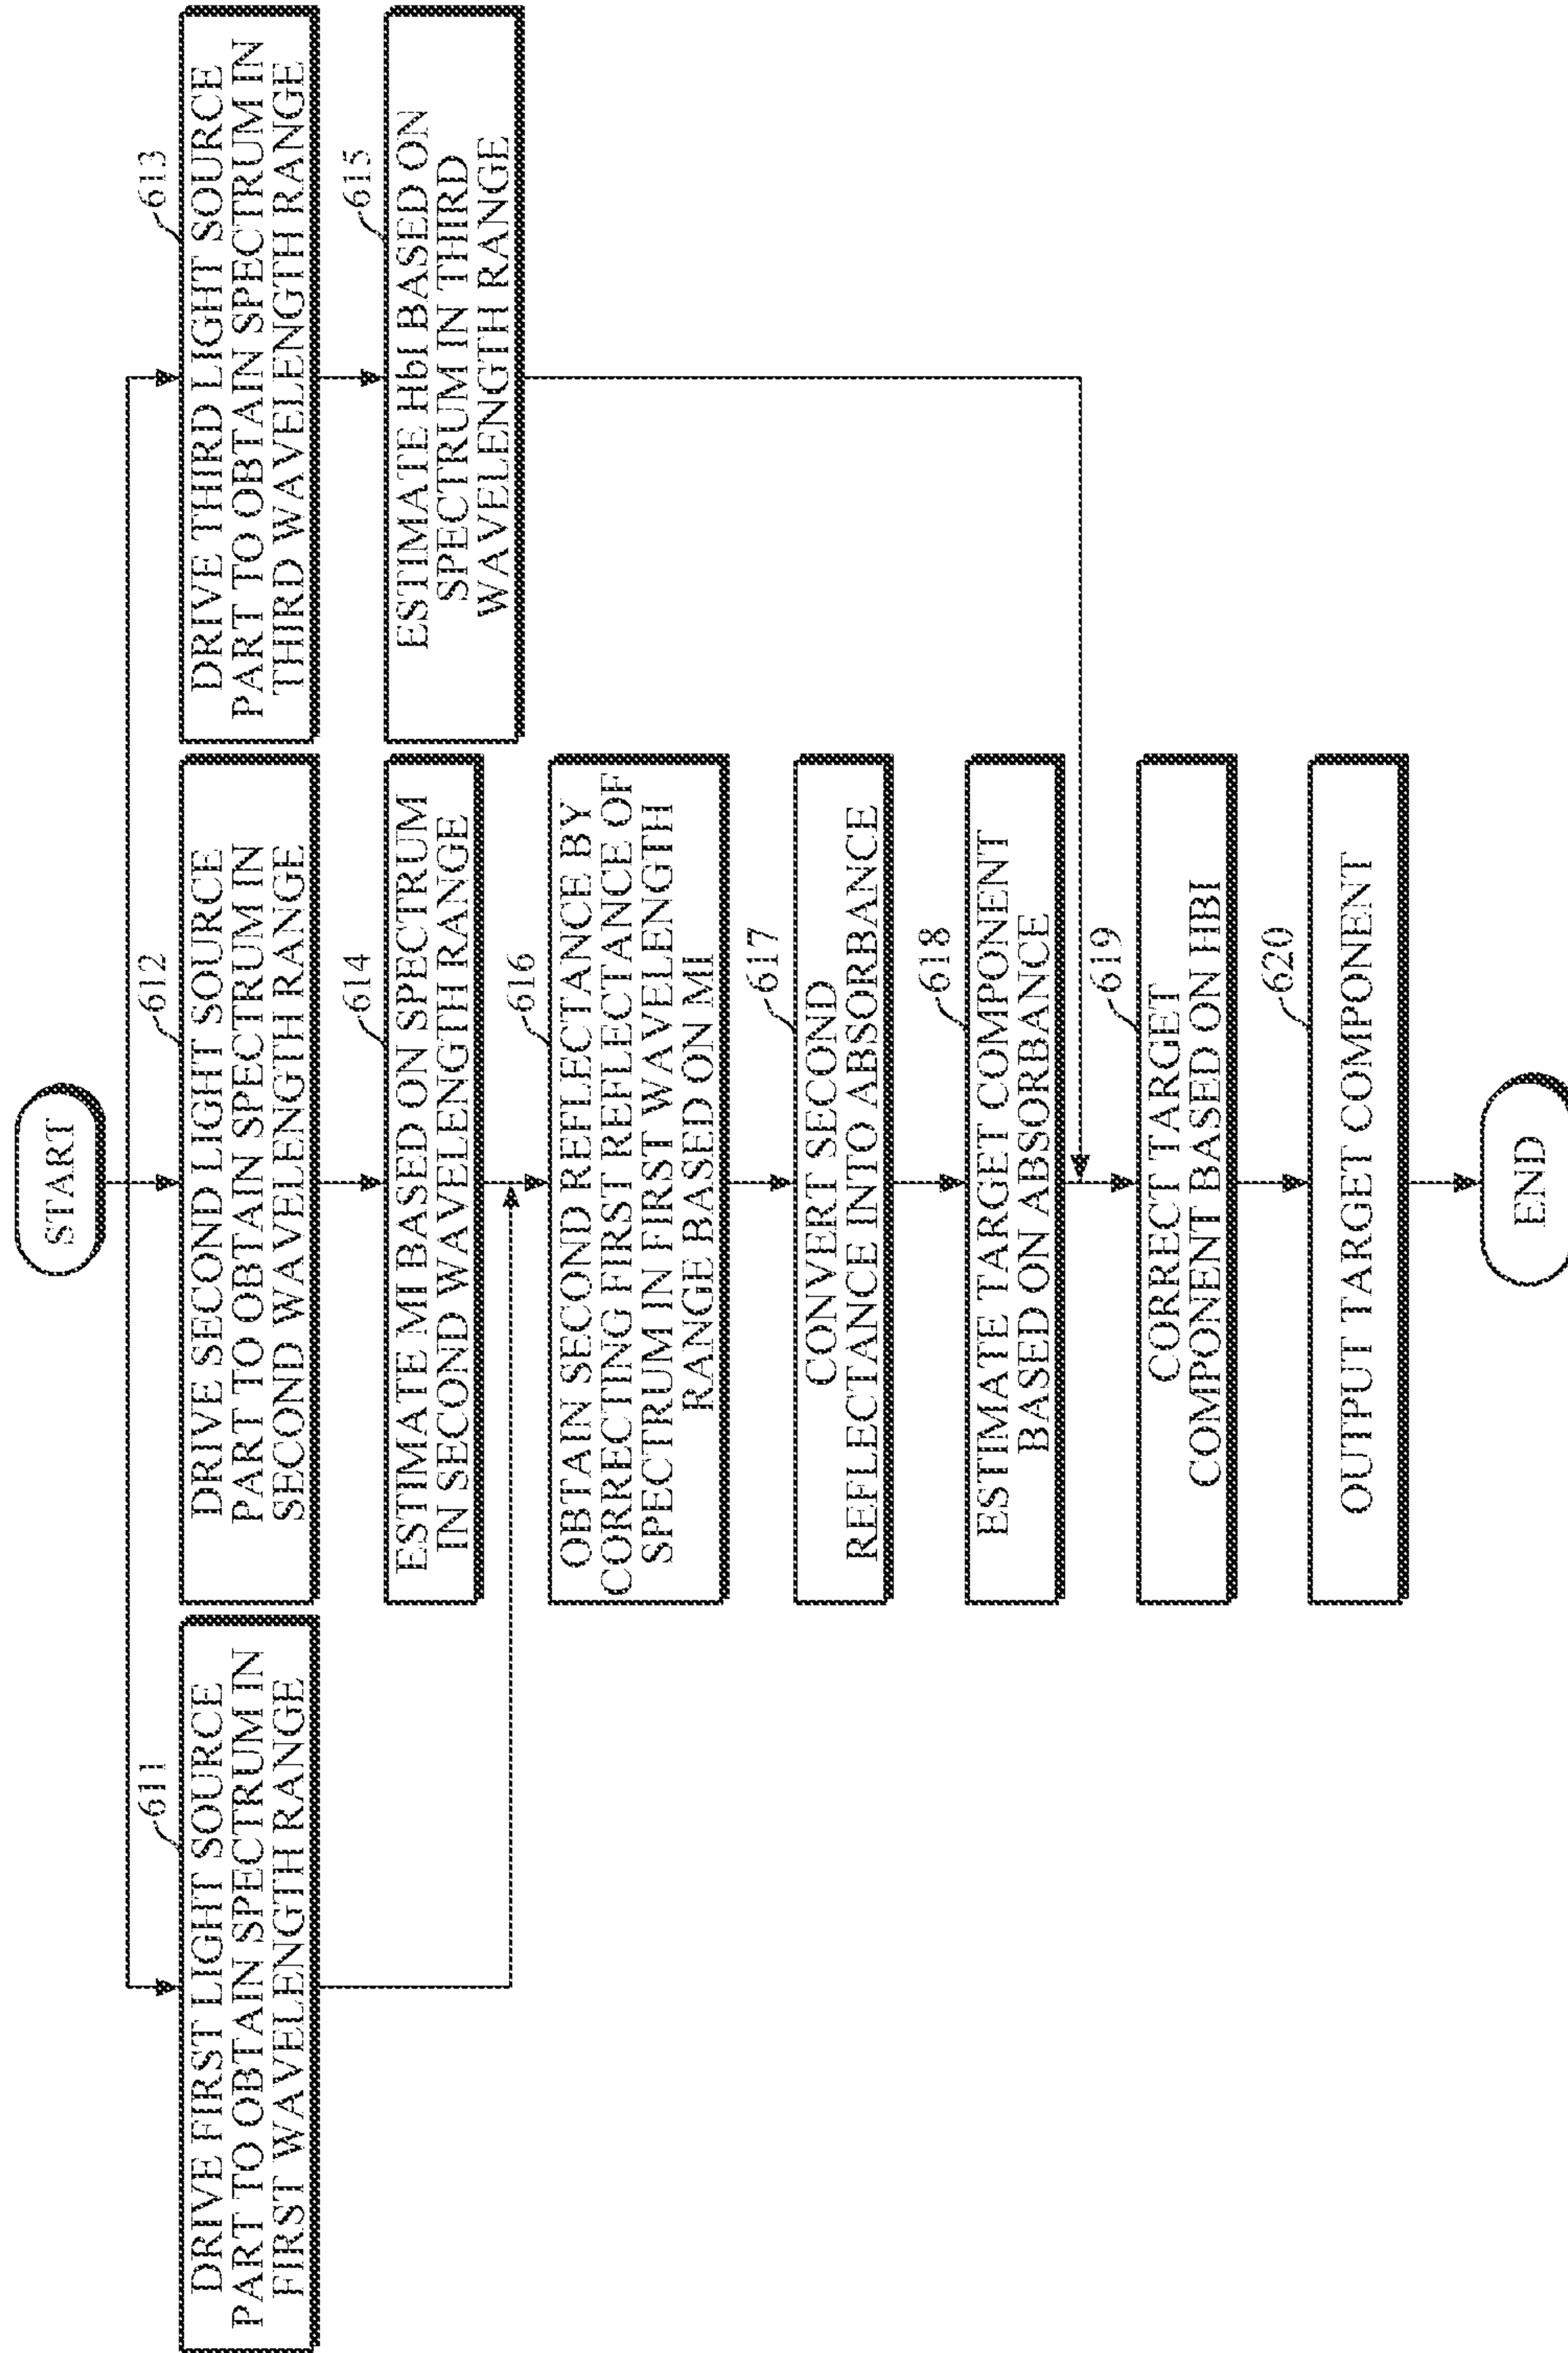 START
611
DRIVE FIRST LIGHT SOURCE
PART TO OBTAIN SPECTRUM IN
FIRST WAVELENGTH RANGE
612
DRIVE SECOND LIGHT SOURCE
PART TO OBTAIN SPECTRUM IN
SECOND WAVELENGTH RANGE
613
DRIVE THIRD LIGHT SOURCE
PART TO OBTAIN SPECTRUM IN
THIRD WAVELENGTH RANGE
614
ESTIMATE MI BASED ON SPECTRUM
IN SECOND WAVELENGTH RANGE
615
ESTIMATE HbI BASED ON
SPECTRUM IN THIRD
WAVELENGTH RANGE
616
OBTAIN SECOND REFLECTANCE BY
CORRECTING FIRST REFLECTANCE OF
SPECTRUM IN FIRST WAVELENGTH
RANGE BASED ON MI
617
CONVERT SECOND
REFLECTANCE INTO ABSORBANCE
618
ESTIMATE TARGET COMPONENT
BASED ON ABSORBANCE
619
CORRECT TARGET
COMPONENT BASED ON HBI
620
OUTPUT TARGET COMPONENT
END